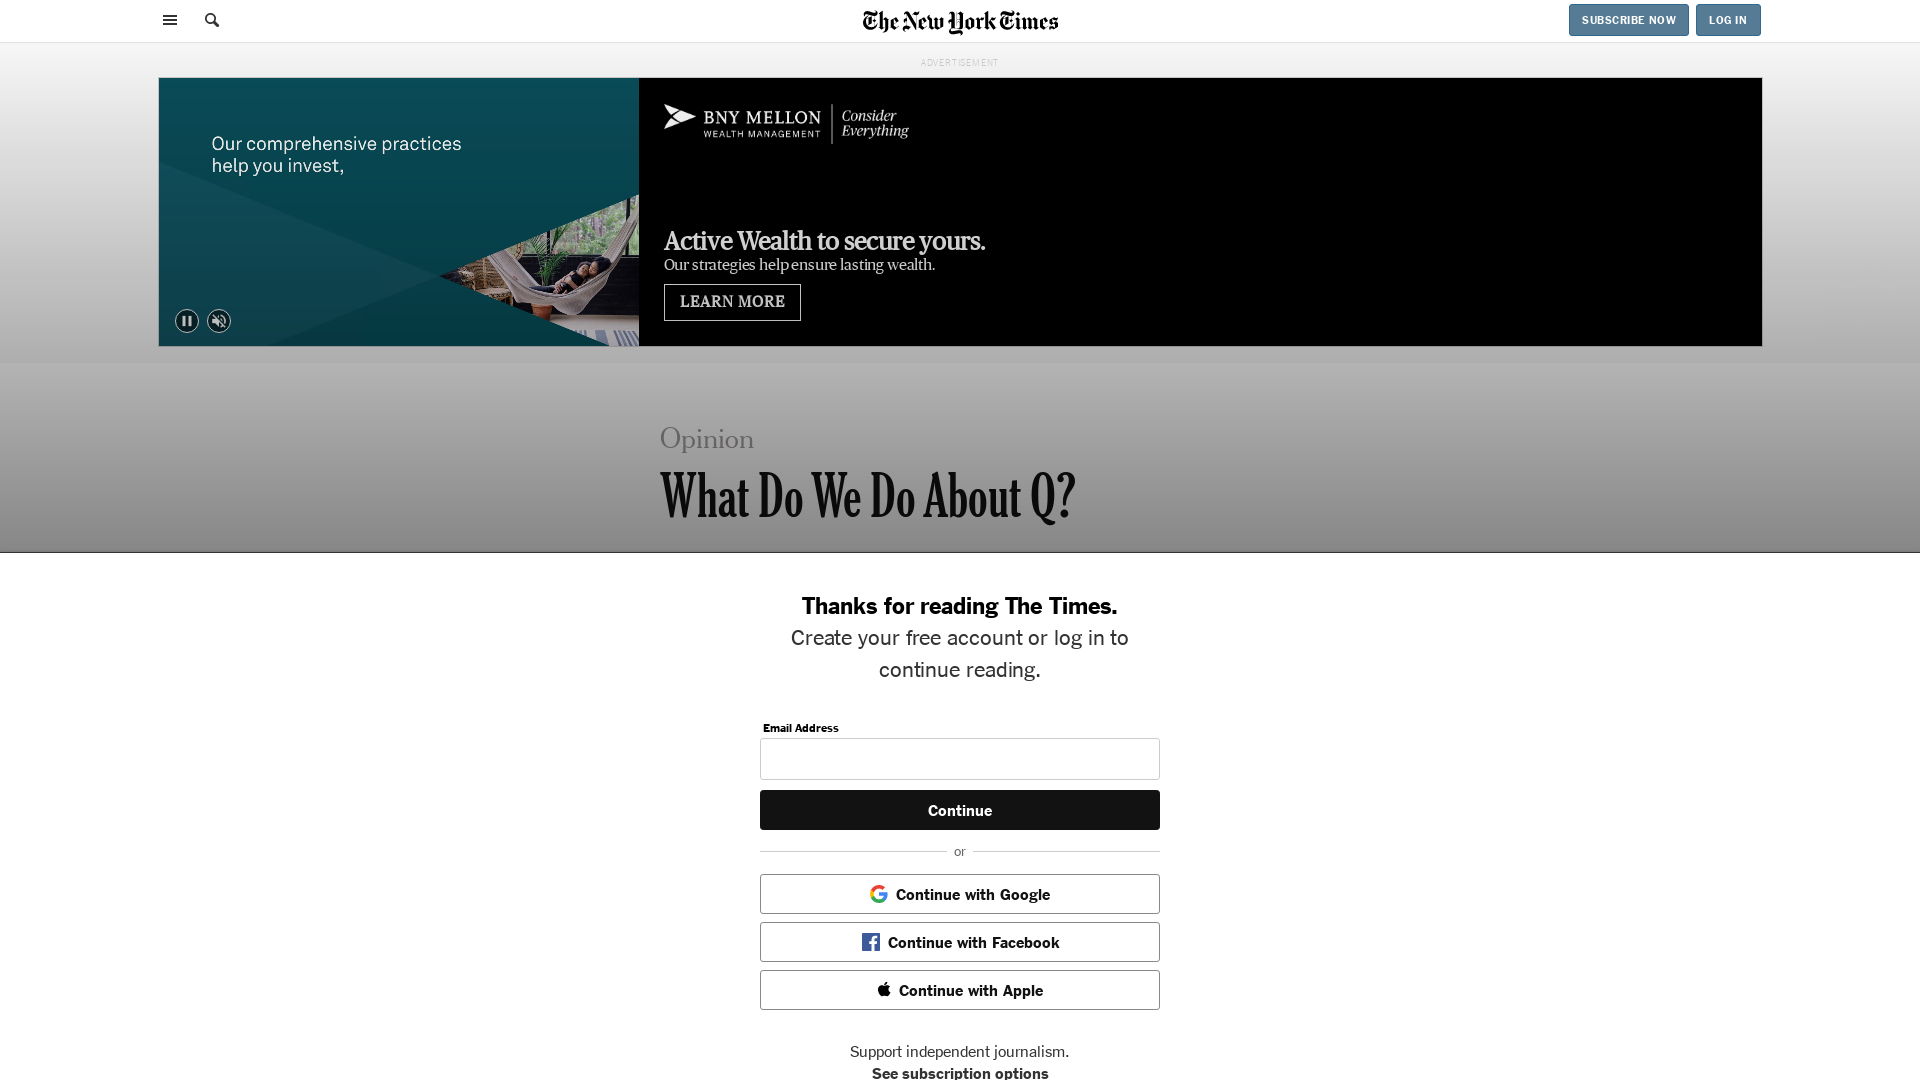 The New York Times
SUBSCRIBE NOW
LOG IN
ADVERTISEMENT
Our comprehensive practices
help you invest,
BNY MELLON
WEALTH MANAGEMENT
Consider
Everything
Active Wealth to secure yours.
Our strategies help ensure lasting wealth.
LEARN MORE
Opinion
What Do We Do About Q?
Thanks for reading The Times.
Create your free account or log in to
continue reading.
Email Address
Continue
or
Continue with Google
Continue with Facebook
Continue with Apple
Support independent journalism.
See subscription options